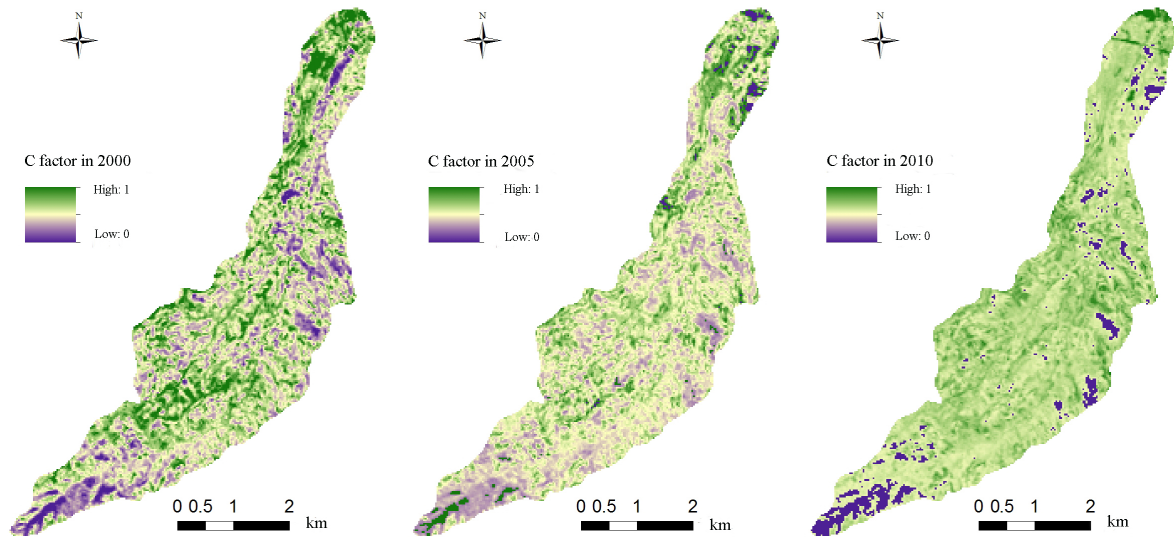 N
C factor in 2000
High: 1
Low: 0
0 0.5 1 2
km
N
C factor in 2005
High: 1
Low: 0
0 0.5 1 2
km
N
C factor in 2010
High: 1
Low: 0
0 0.5 1 2
km